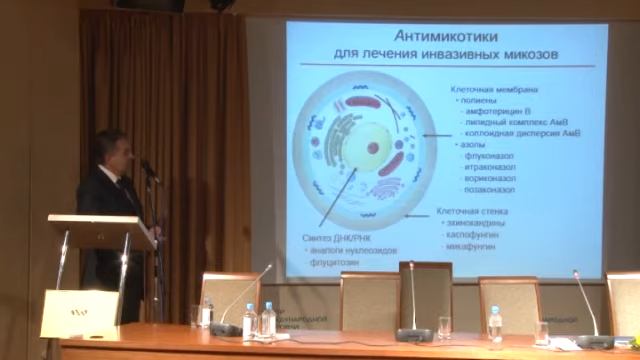 Антимикотики
для лечения инвазивных микозов
Клеточная мембрана
• полиены
- амфотерицин В
- липидный комплекс АмВ
- коллоидная дисперсия АмВ
• азолы
- флуконазол
- итраконазол
- вориконазол
- позаконазол
Клеточная стенка
• эхинокандины
- каспофунгин
- микафунгин
Синтез ДНК/РНК
• аналоги нуклеозидов
- флуцитозин